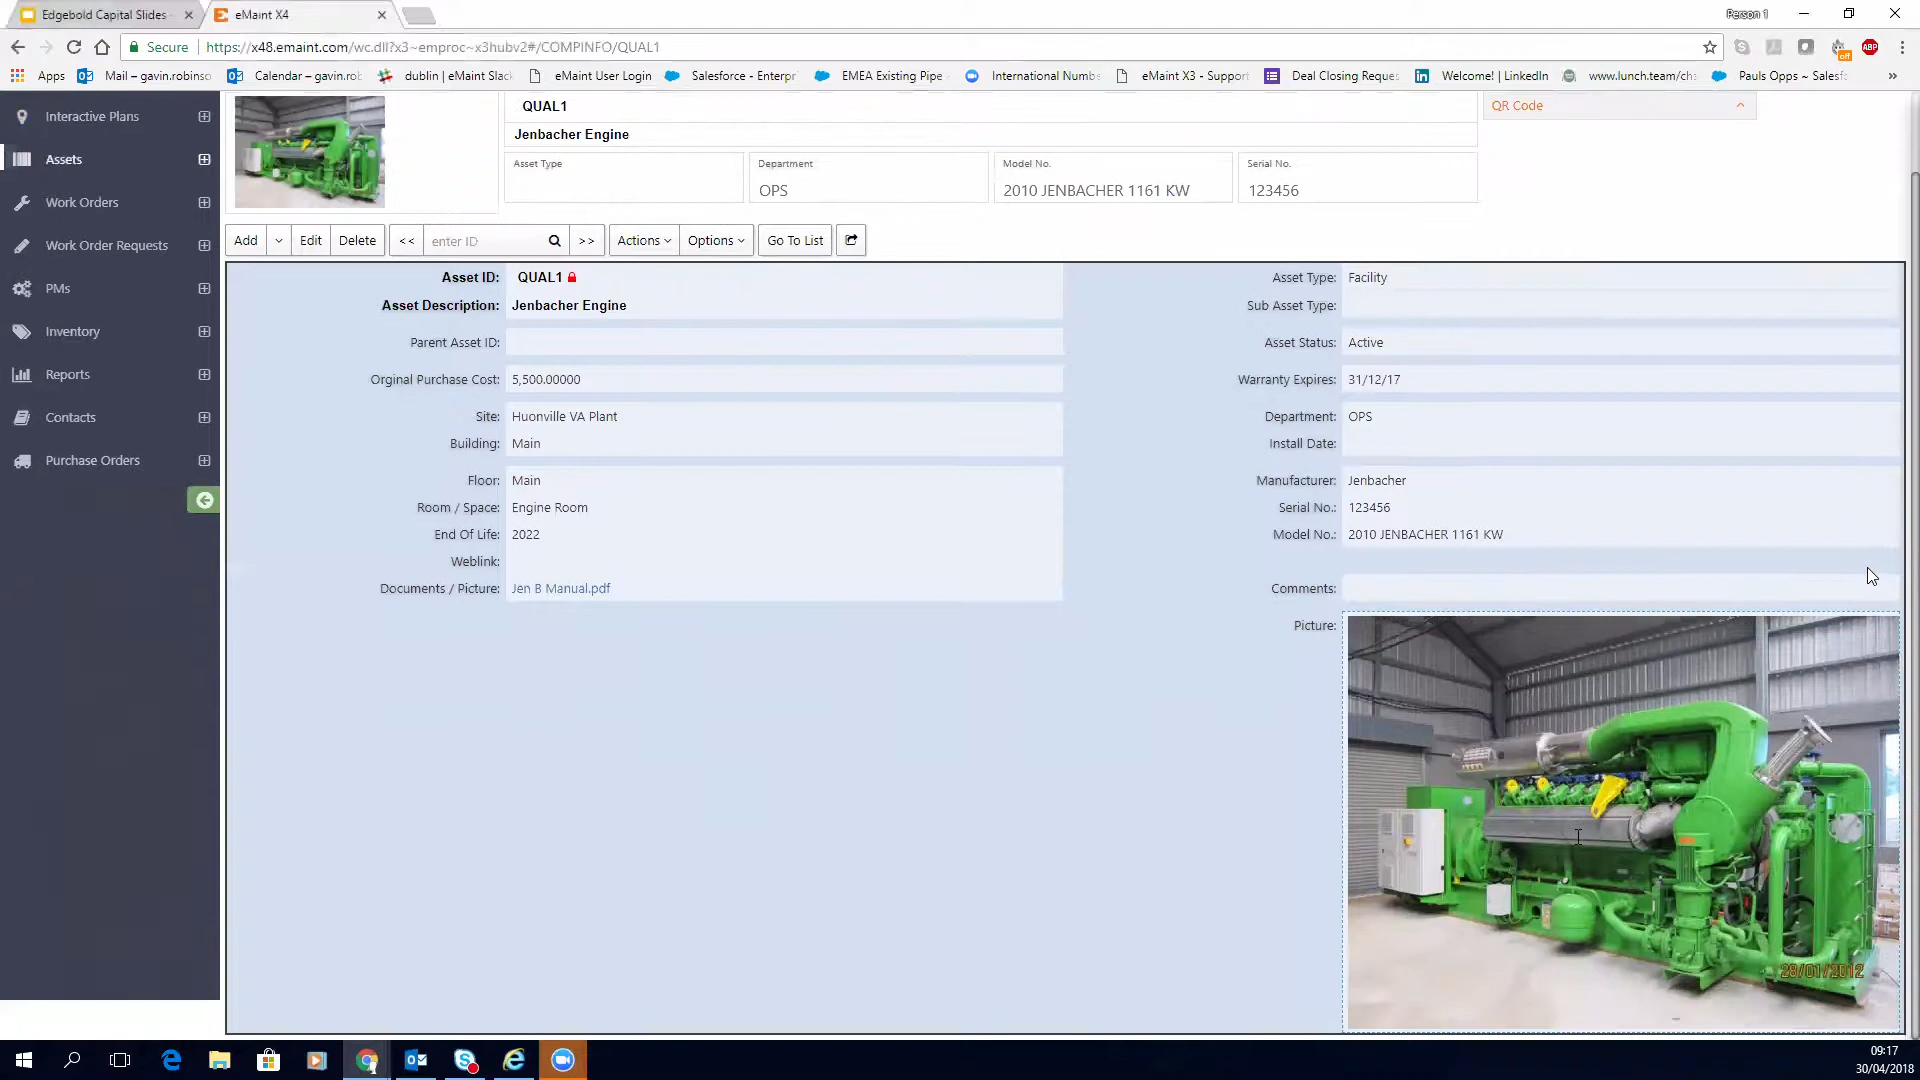 Edgebold Capital Slides
eMaint X4
Person 1
Secure
https://x48.emaint.com/wc.dll?x3~emproc~x3hubv2#/COMPINFO/QUAL1
off
ABP
Apps
Mail – gavin.robinso
Calendar – gavin.rob
dublin | eMaint Slack
eMaint User Login
Salesforce - Enterpr
EMEA Existing Pipe
International Numb
eMaint X3 - Support
Deal Closing Reque
Welcome! | LinkedIn
www.lunch.team/ch
Pauls Opps ~ Sales
Interactive Plans
Assets
Work Orders
Work Order Requests
PMs
Inventory
Reports
Contacts
Purchase Orders
QUAL1
QR Code
Jenbacher Engine
Asset Type
Department
OPS
Model No.
2010 JENBACHER 1161 KW
Serial No.
123456
Add Edit Delete << enter ID >> Actions Options Go To List
Asset ID: QUAL1
Asset Description: Jenbacher Engine
Parent Asset ID:
Orginal Purchase Cost: 5,500.00000
Site: Huonville VA Plant
Building: Main
Floor: Main
Room / Space: Engine Room
End Of Life: 2022
Weblink:
Documents / Picture: Jen B Manual.pdf
Asset Type: Facility
Sub Asset Type:
Asset Status: Active
Warranty Expires: 31/12/17
Department: OPS
Install Date:
Manufacturer: Jenbacher
Serial No.: 123456
Model No.: 2010 JENBACHER 1161 KW
Comments:
Picture:
28/01/2012
09:17
30/04/2018